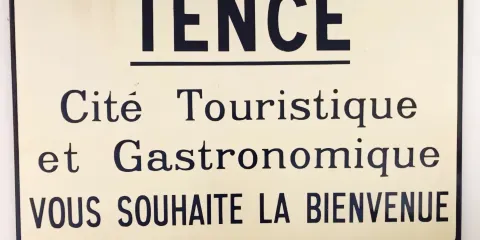 TENCE
Cité Touristique
et Gastronomique
VOUS SOUHAITE LA BIENVENUE